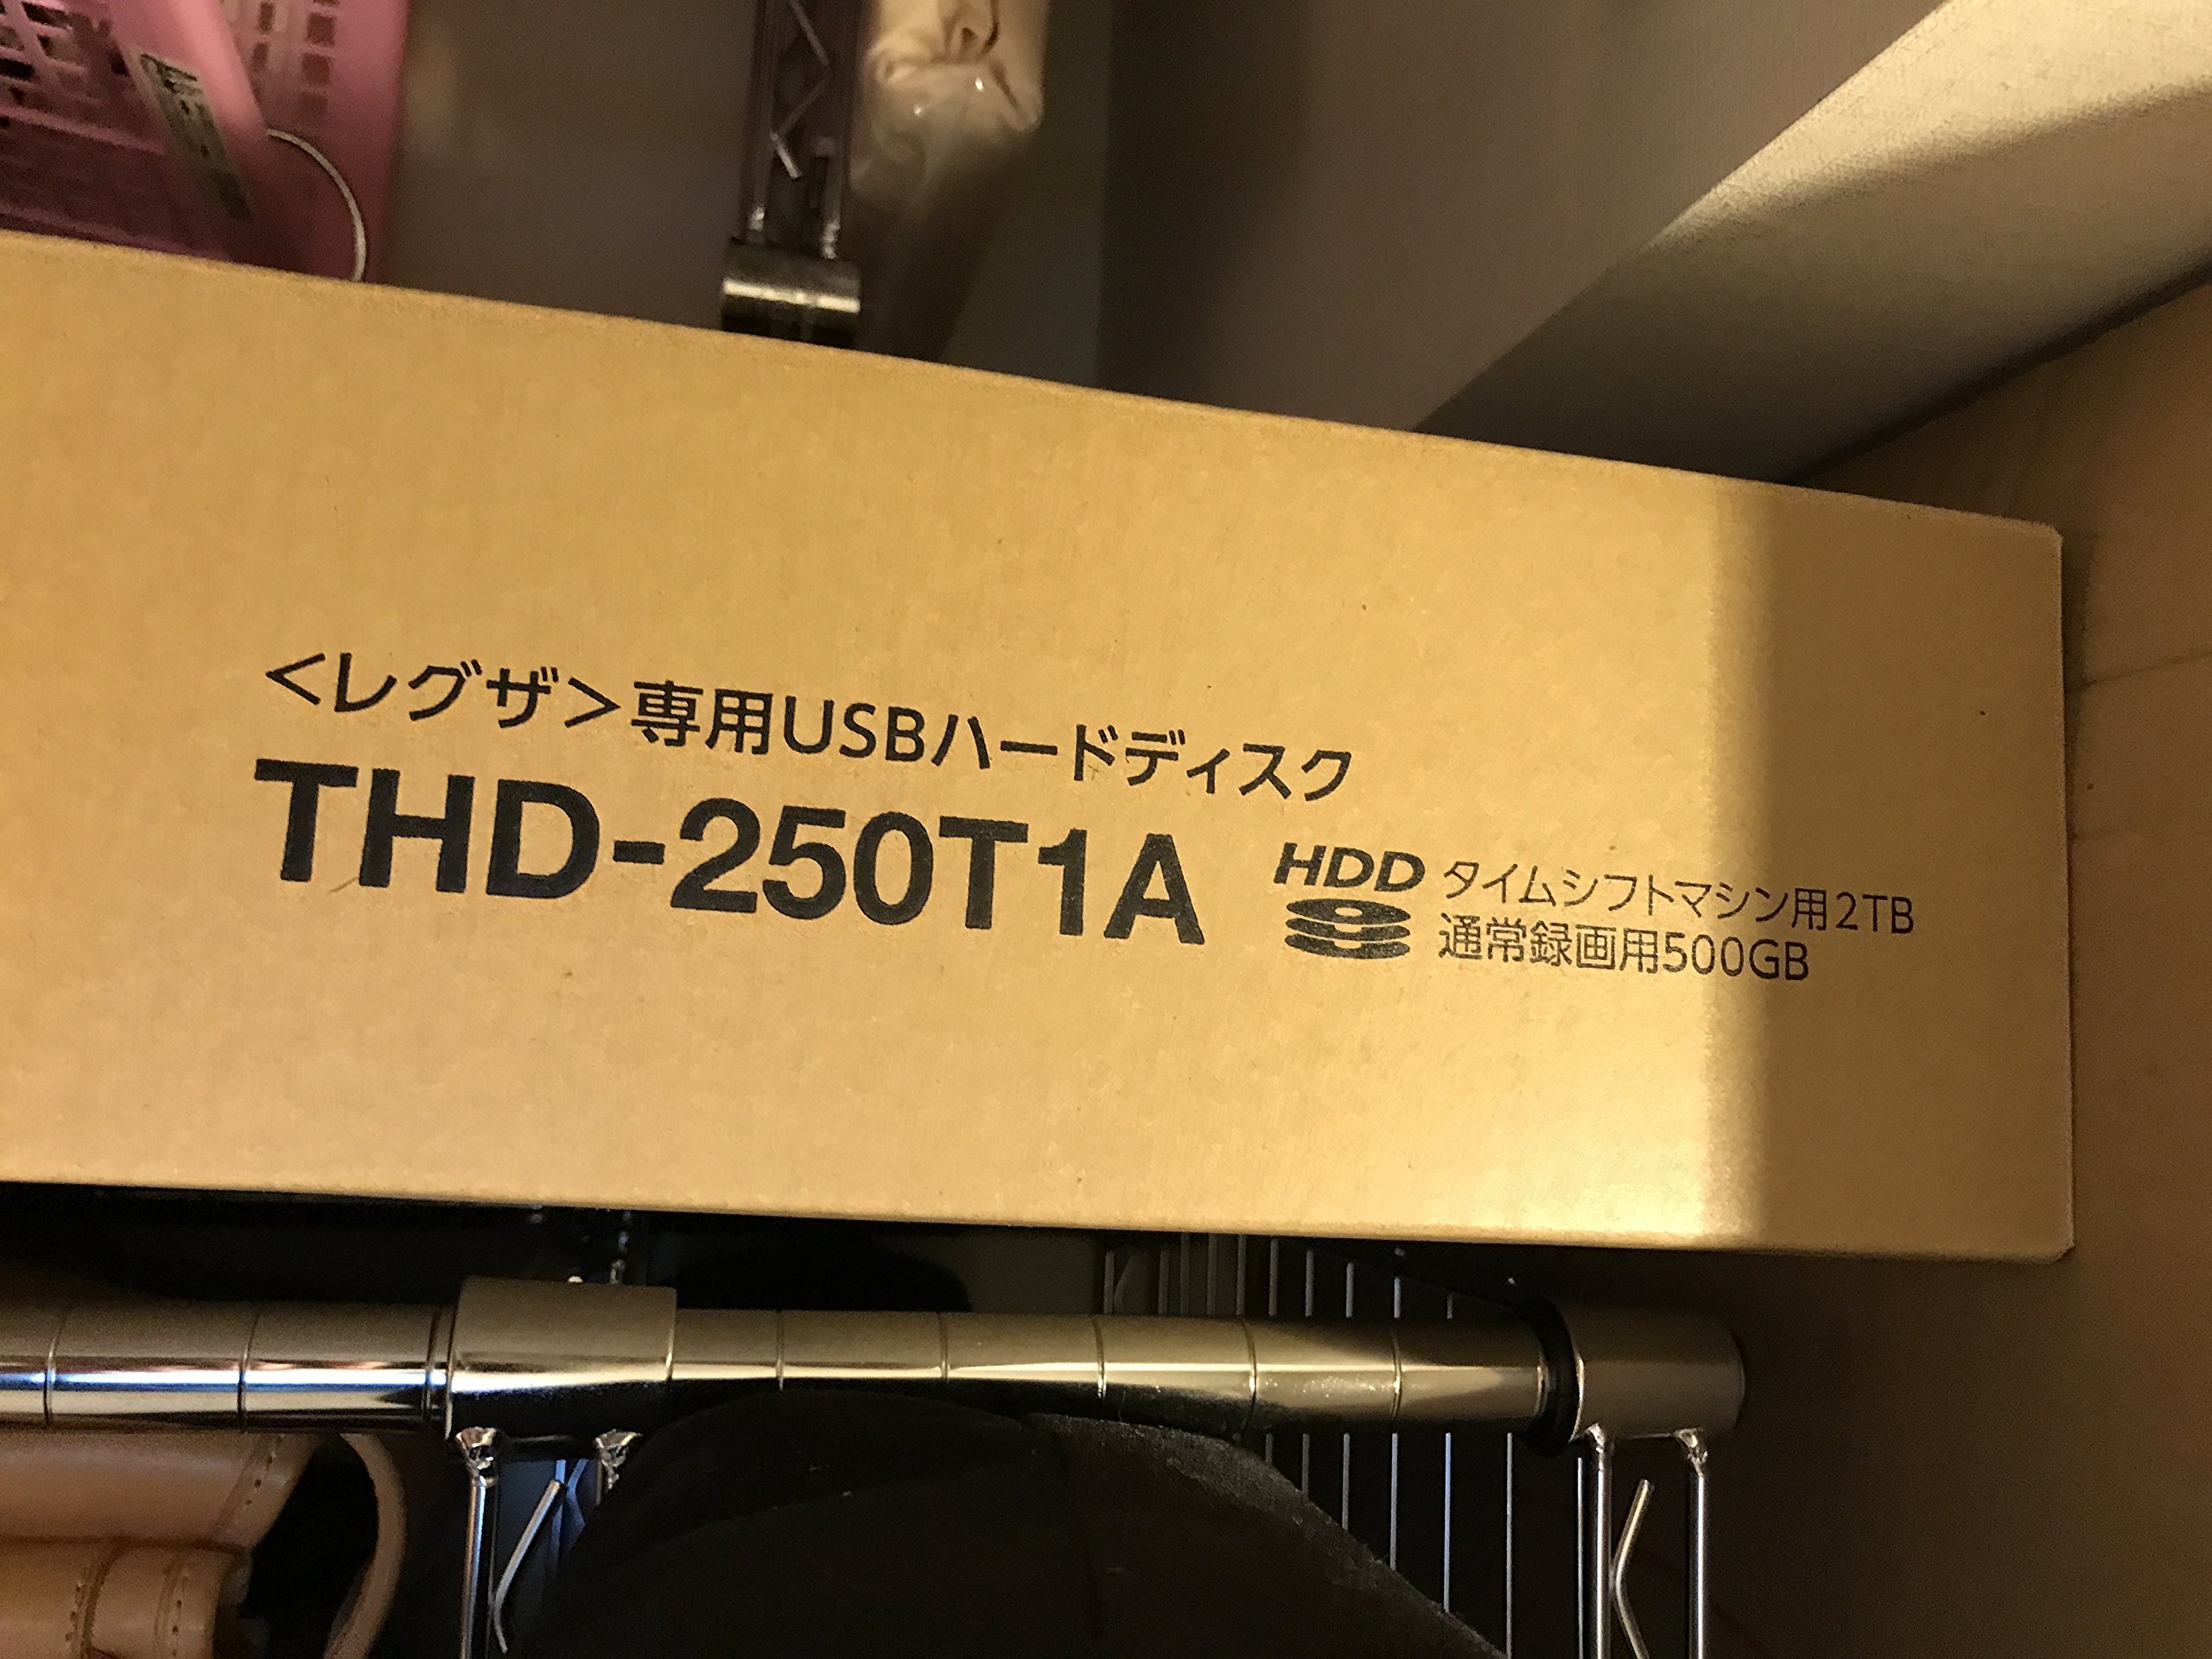 <レグザ>専用USBハードディスク
THD-250T1A
HDD
タイムシフトマシン用2TB
通常録画用500GB